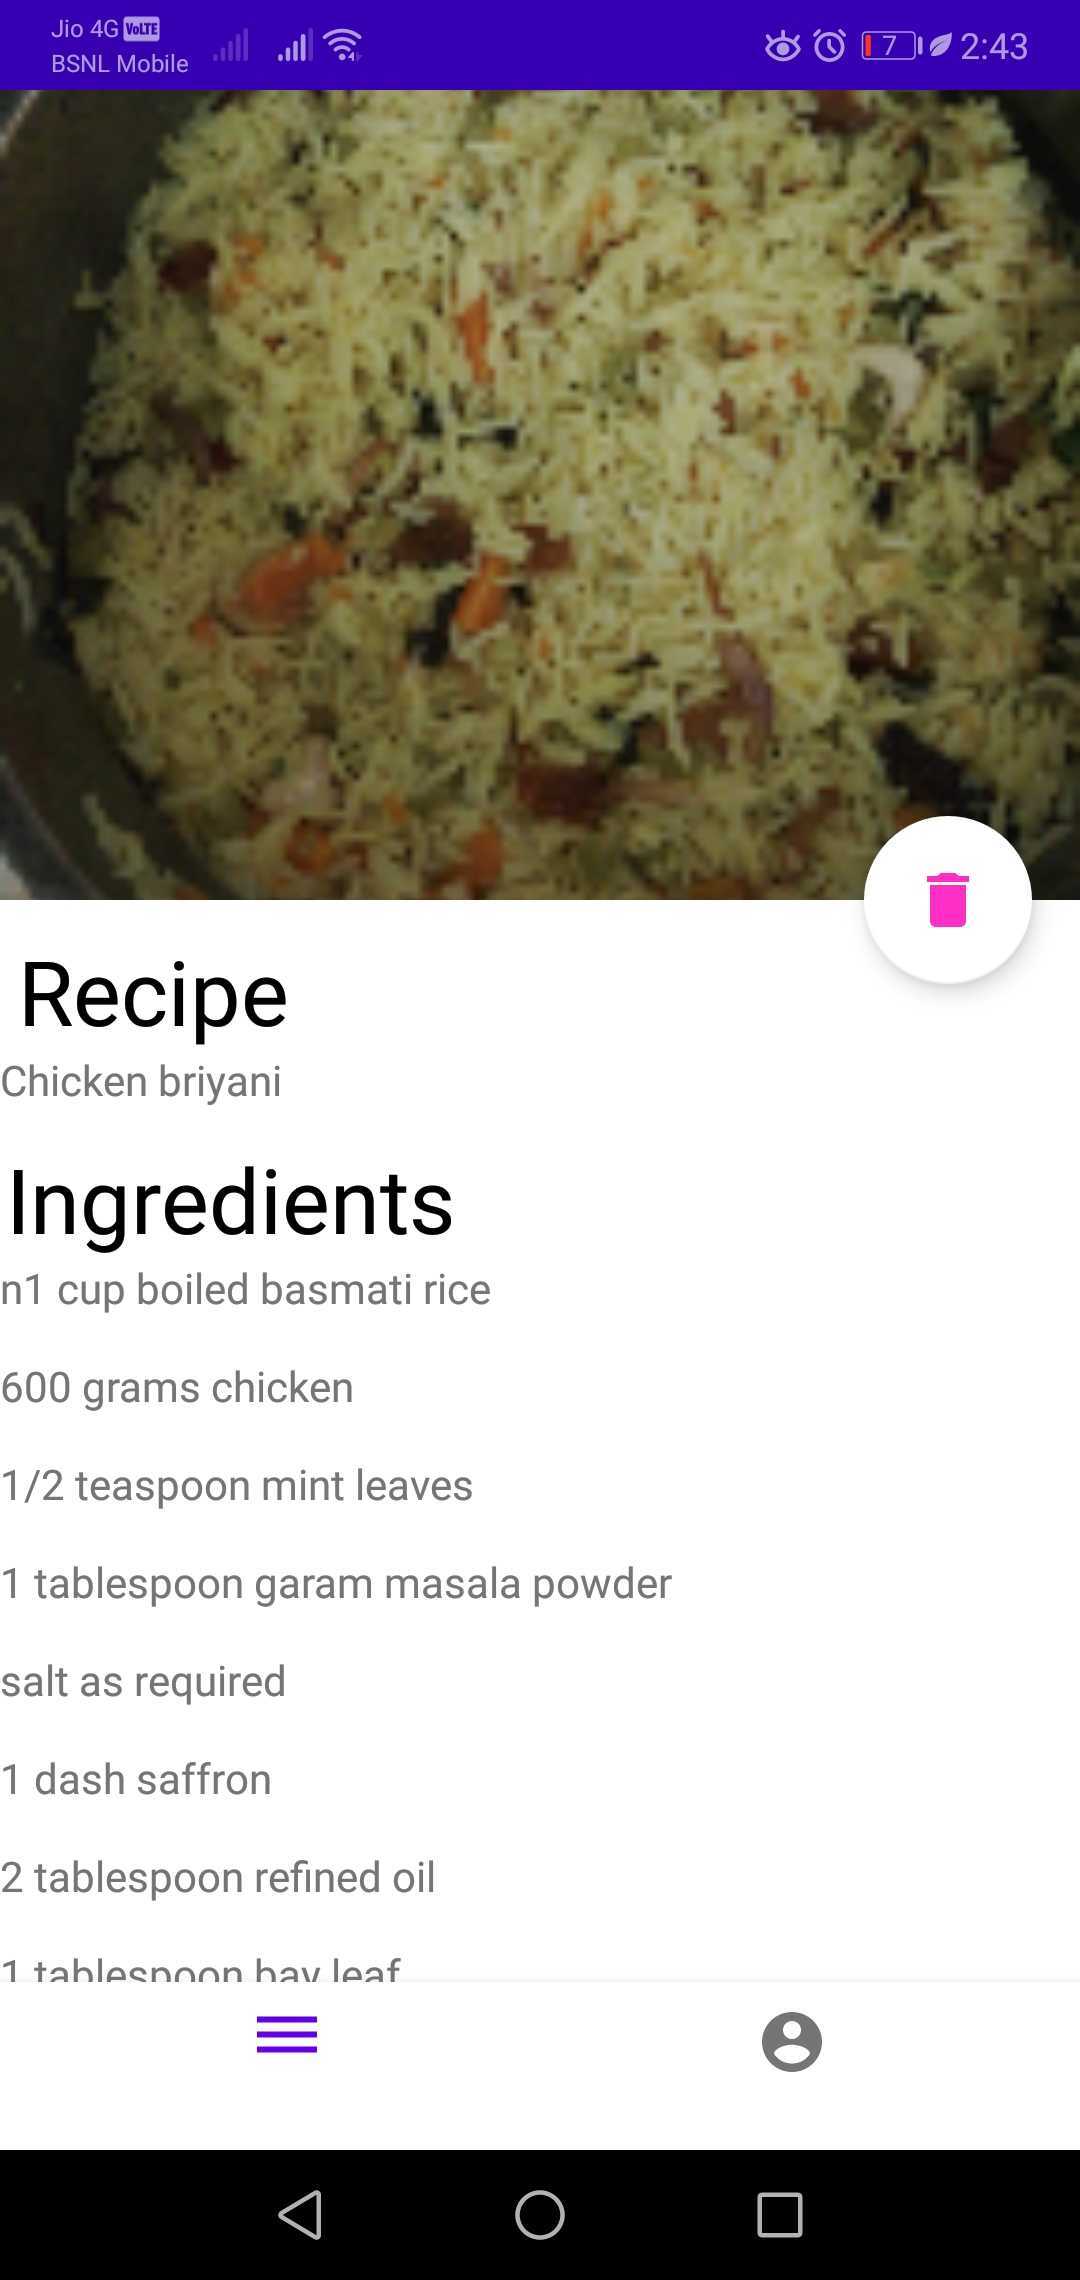 Jio 4G VoLTE
BSNL Mobile
7
2:43
Recipe
Chicken briyani
Ingredients
n1 cup boiled basmati rice
600 grams chicken
1/2 teaspoon mint leaves
1 tablespoon garam masala powder
salt as required
1 dash saffron
2 tablespoon refined oil
1 tablespoon bay leaf